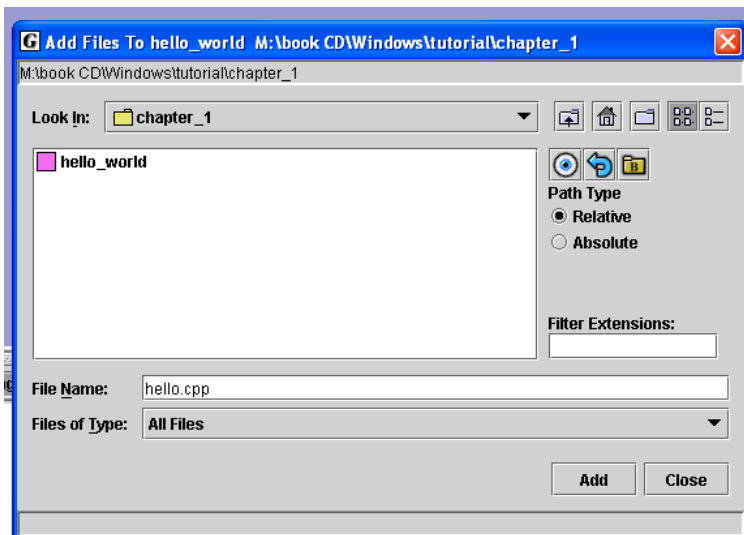 G Add Files To hello_world M:\book CD\Windows\tutorial\chapter_1
M:\book CD\Windows\tutorial\chapter_1
Look In: chapter_1
hello_world
B
Path Type
Relative
Absolute
Filter Extensions:
File Name: hello.cpp
Files of Type: All Files
Add Close